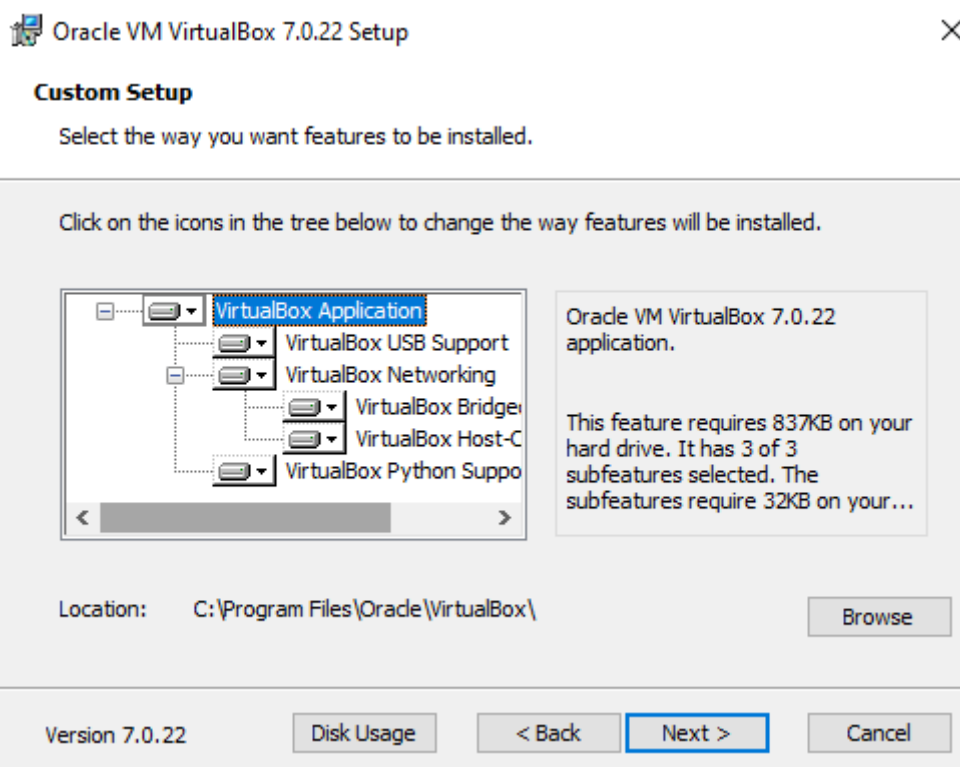 Oracle VM VirtualBox 7.0.22 Setup
Custom Setup
Select the way you want features to be installed.
Click on the icons in the tree below to change the way features will be installed.
VirtualBox Application
VirtualBox USB Support
VirtualBox Networking
VirtualBox Bridge
VirtualBox Host-C
VirtualBox Python Suppo
Oracle VM VirtualBox 7.0.22
application.
This feature requires 837KB on your
hard drive. It has 3 of 3
subfeatures selected. The
subfeatures require 32KB on your...
Location: C:\Program Files\Oracle\VirtualBox\
Browse
Version 7.0.22
Disk Usage
< Back
Next >
Cancel